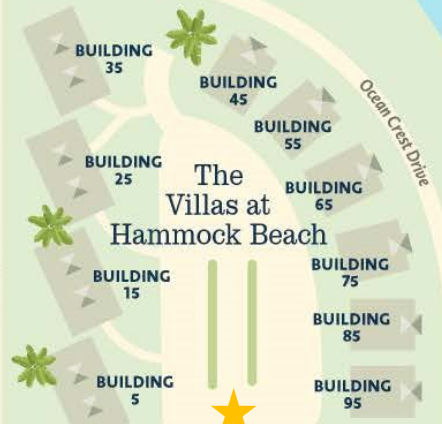 BUILDING
35
BUILDING
45
BUILDING
55
Ocean Crest Drive
BUILDING
25
The
Villas at
Hammock Beach
BUILDING
65
BUILDING
75
BUILDING
15
BUILDING
85
BUILDING
5
BUILDING
95